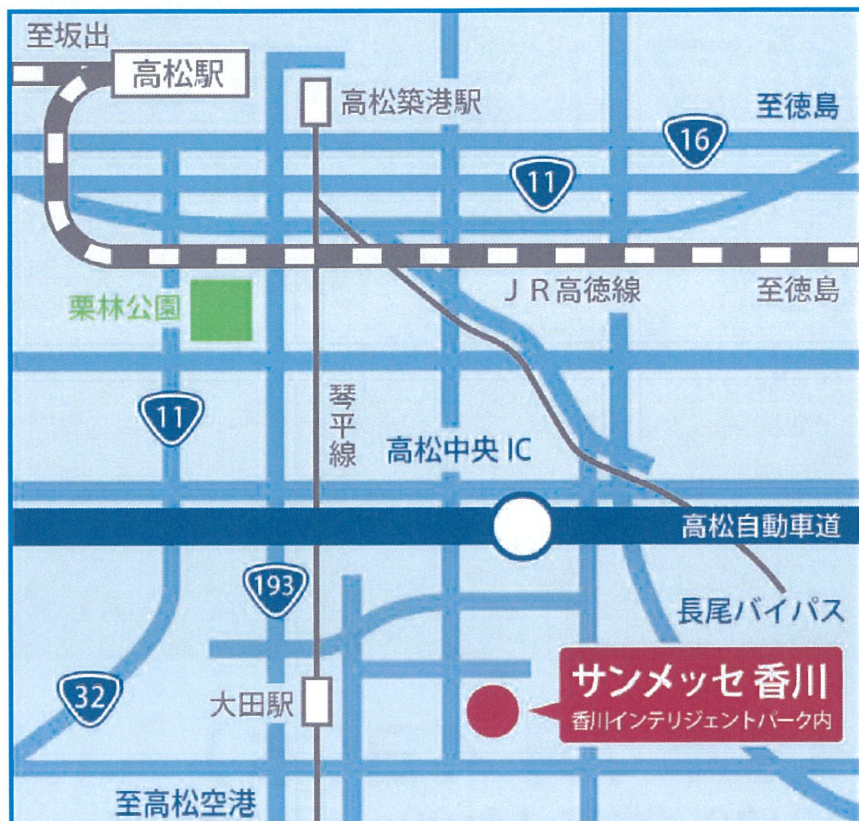 至坂出
高松駅
高松築港駅
至徳島
16
11
栗林公園
JR高徳線
至徳島
11
琴平線
高松中央IC
高松自動車道
193
長尾バイパス
32
大田駅
サンメッセ 香川
香川インテリジェントパーク内
至高松空港